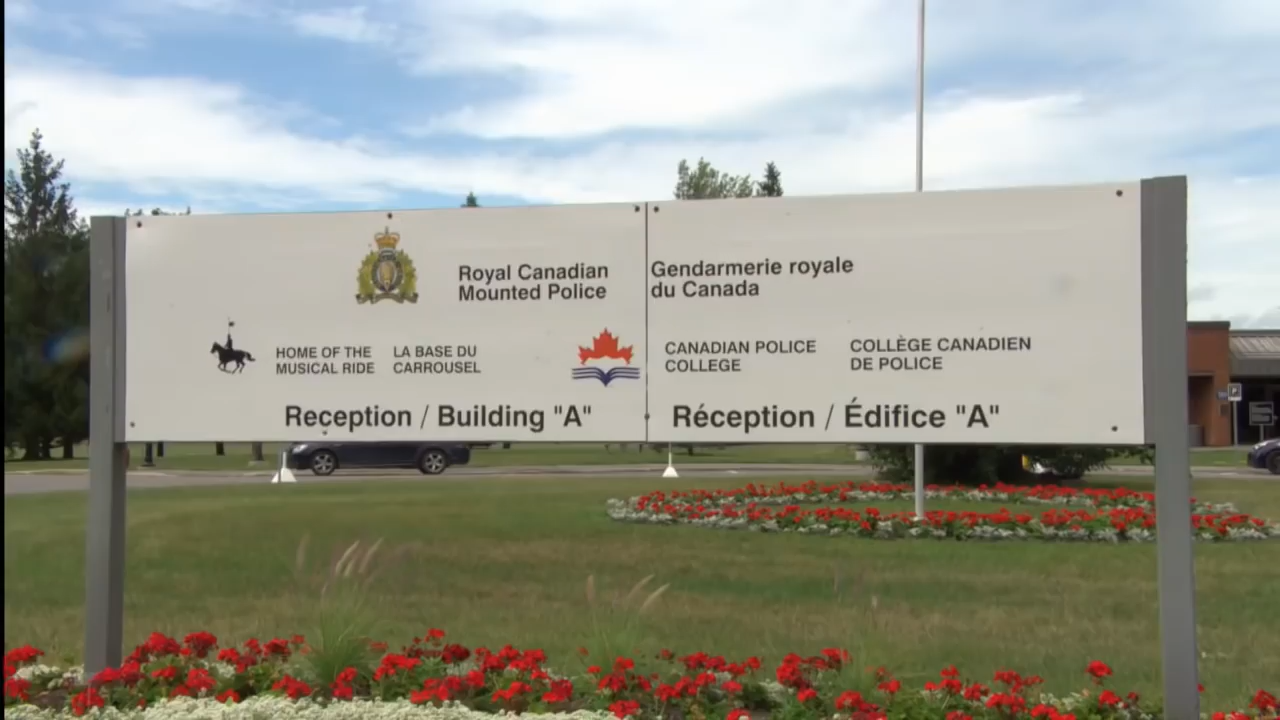 Royal Canadian
Mounted Police
Gendarmerie royale
du Canada
HOME OF THE
MUSICAL RIDE
LA BASE DU
CARROUSEL
CANADIAN POLICE
COLLEGE
COLLÈGE CANADIEN
DE POLICE
Reception / Building "A"
Réception / Édifice "A"
P